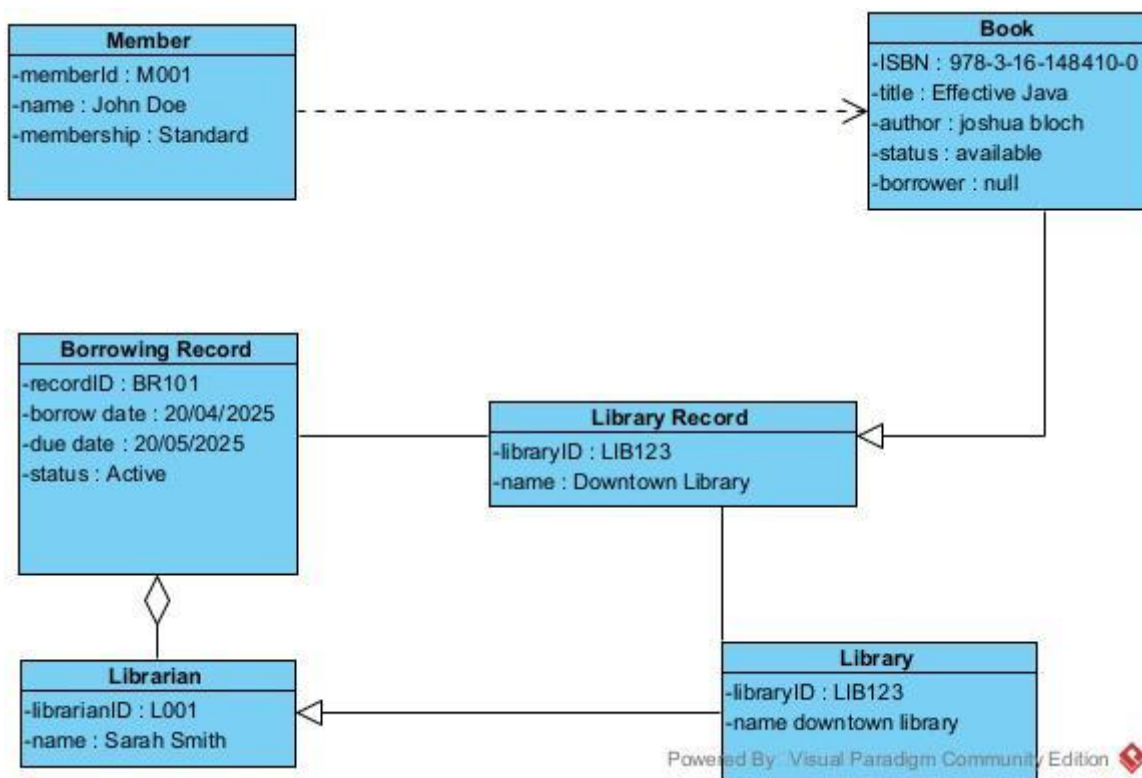 Member
-memberId : M001
-name : John Doe
-membership : Standard
Book
-ISBN : 978-3-16-148410-0
-title : Effective Java
-author : joshua bloch
-status : available
-borrower : null
Borrowing Record
-recordID : BR101
-borrow date : 20/04/2025
-due date : 20/05/2025
-status : Active
Library Record
-libraryID : LIB123
-name : Downtown Library
Librarian
-librarianID : L001
-name : Sarah Smith
Library
-libraryID : LIB123
-name downtown library
Powered By Visual Paradigm Community Edition